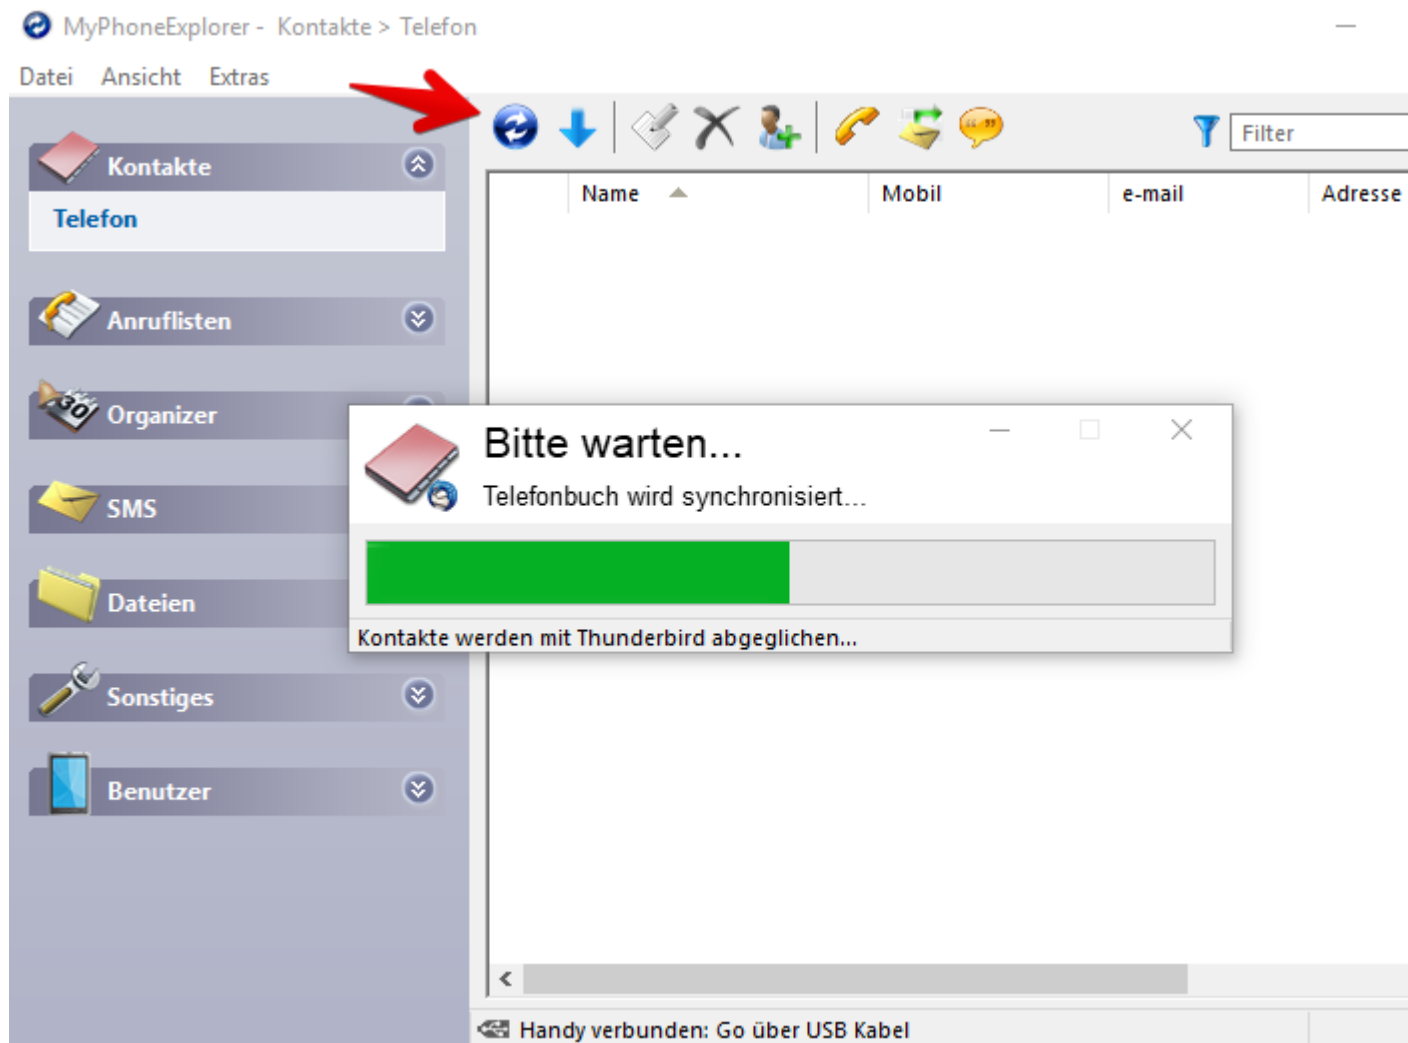 MyPhoneExplorer - Kontakte > Telefon
Datei Ansicht Extras
Filter
Kontakte
Telefon
Name Mobil e-mail Adresse
Anruflisten
30
Organizer
SMS
Dateien
Sonstiges
Benutzer
Bitte warten...
Telefonbuch wird synchronisiert...
Kontakte werden mit Thunderbird abgeglichen...
Handy verbunden: Go über USB Kabel